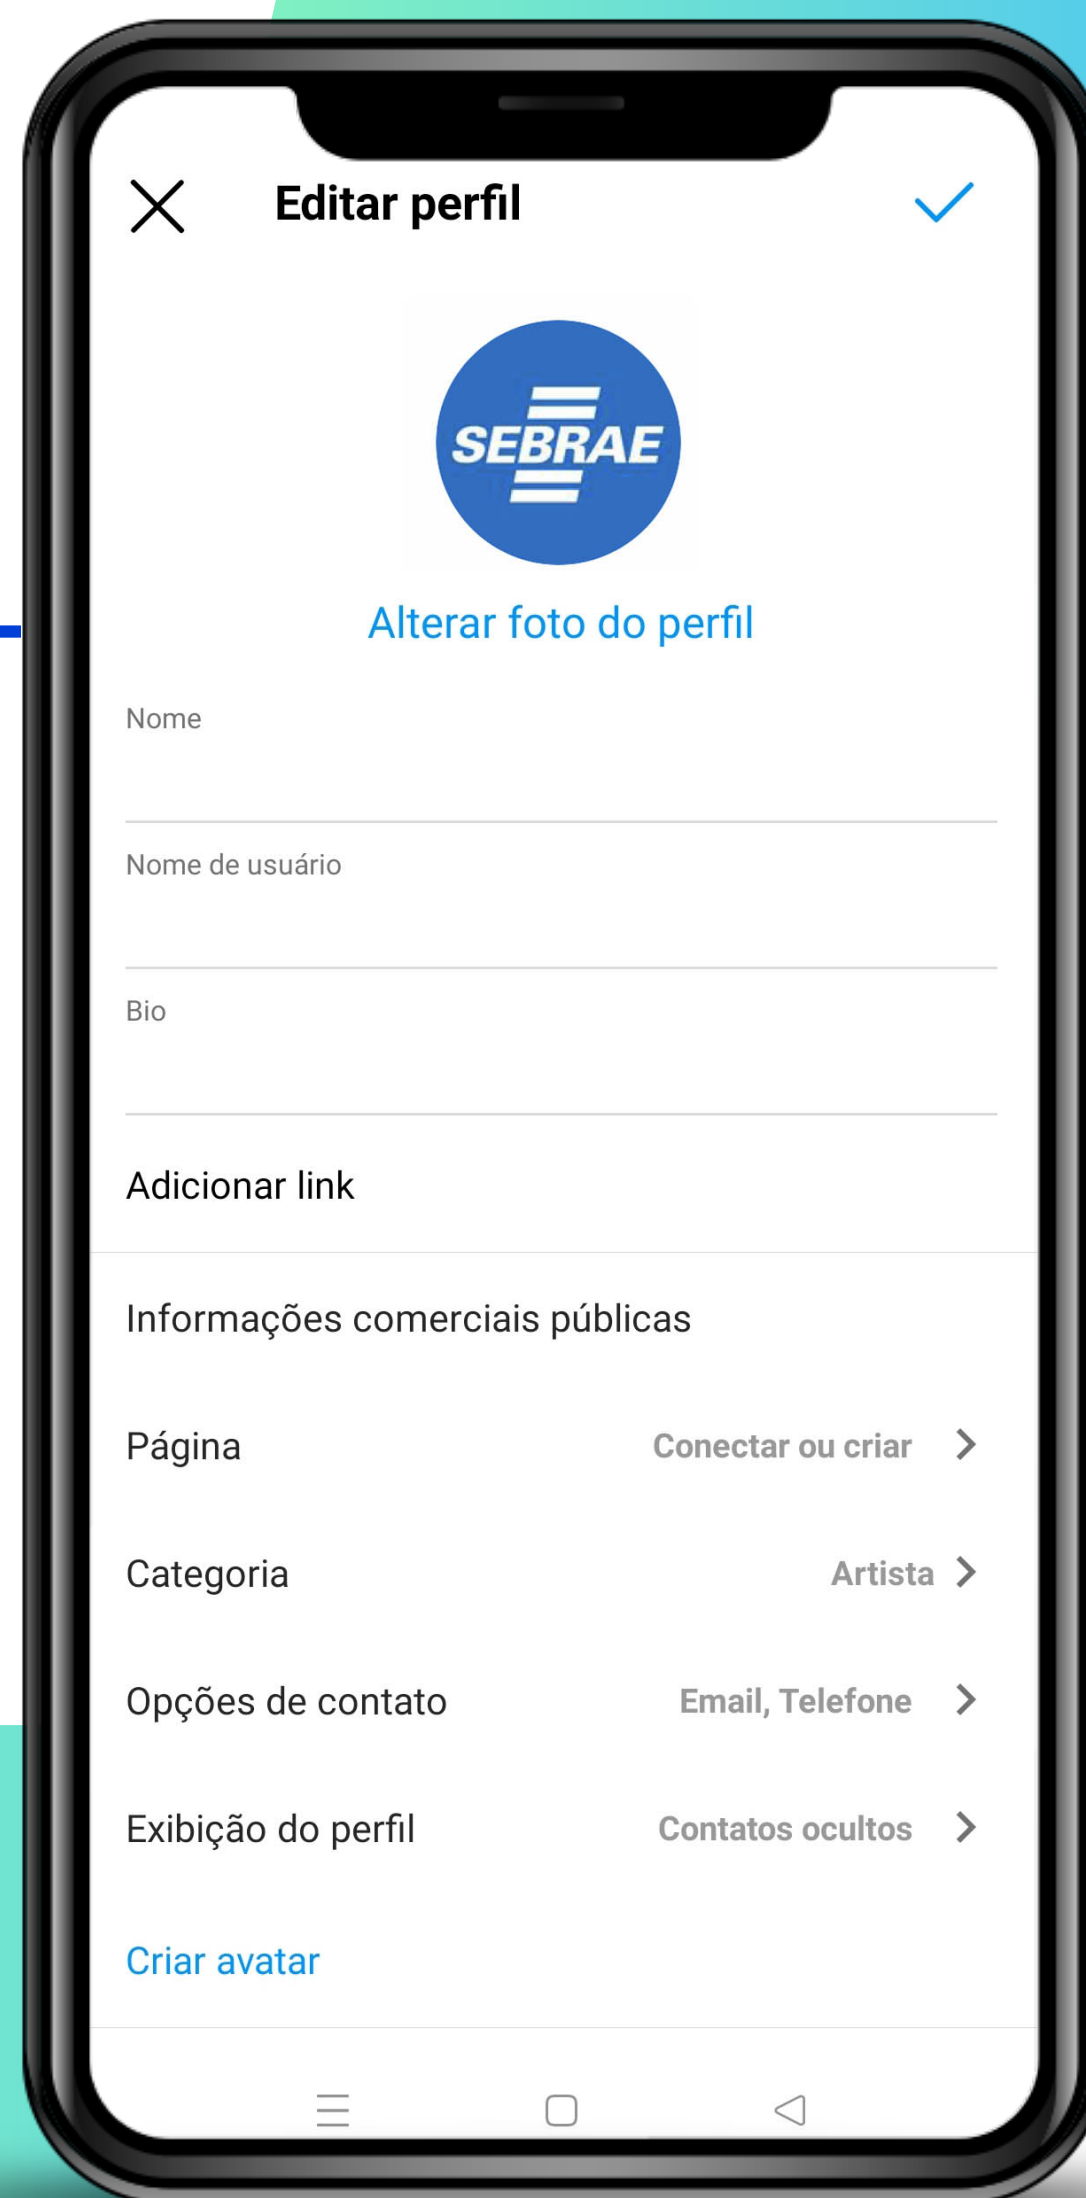 Editar perfil
SEBRAE
Alterar foto do perfil
Nome
Nome de usuário
Bio
Adicionar link
Informações comerciais públicas
Página Conectar ou criar
Categoria Artista
Opções de contato Email, Telefone
Exibição do perfil Contatos ocultos
Criar avatar